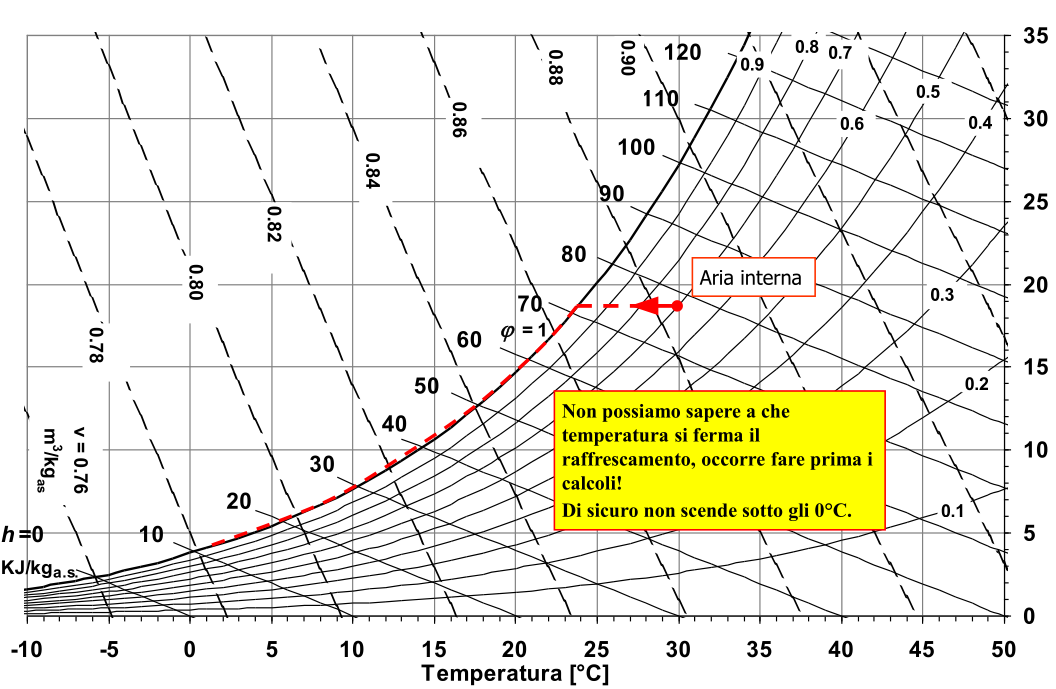 0.90
120
0.8
0.7
35
0.88
0.9
110
0.5
30
0.86
0.6
0.4
100
0.84
90
25
0.82
80
Aria interna
0.80
0.3
20
70
φ = 1
0.78
60
15
50
0.2
Non possiamo sapere a che
temperatura si ferma il
raffrescamento, occorre fare prima i
calcoli!
Di sicuro non scende sotto gli 0°C.
40
v = 0.76
m³/kg as
10
30
20
0.1
h =0
10
5
KJ/kg a.s.
0
-10 -5 0 5 10 15 20 25 30 35 40 45 50
Temperatura [°C]